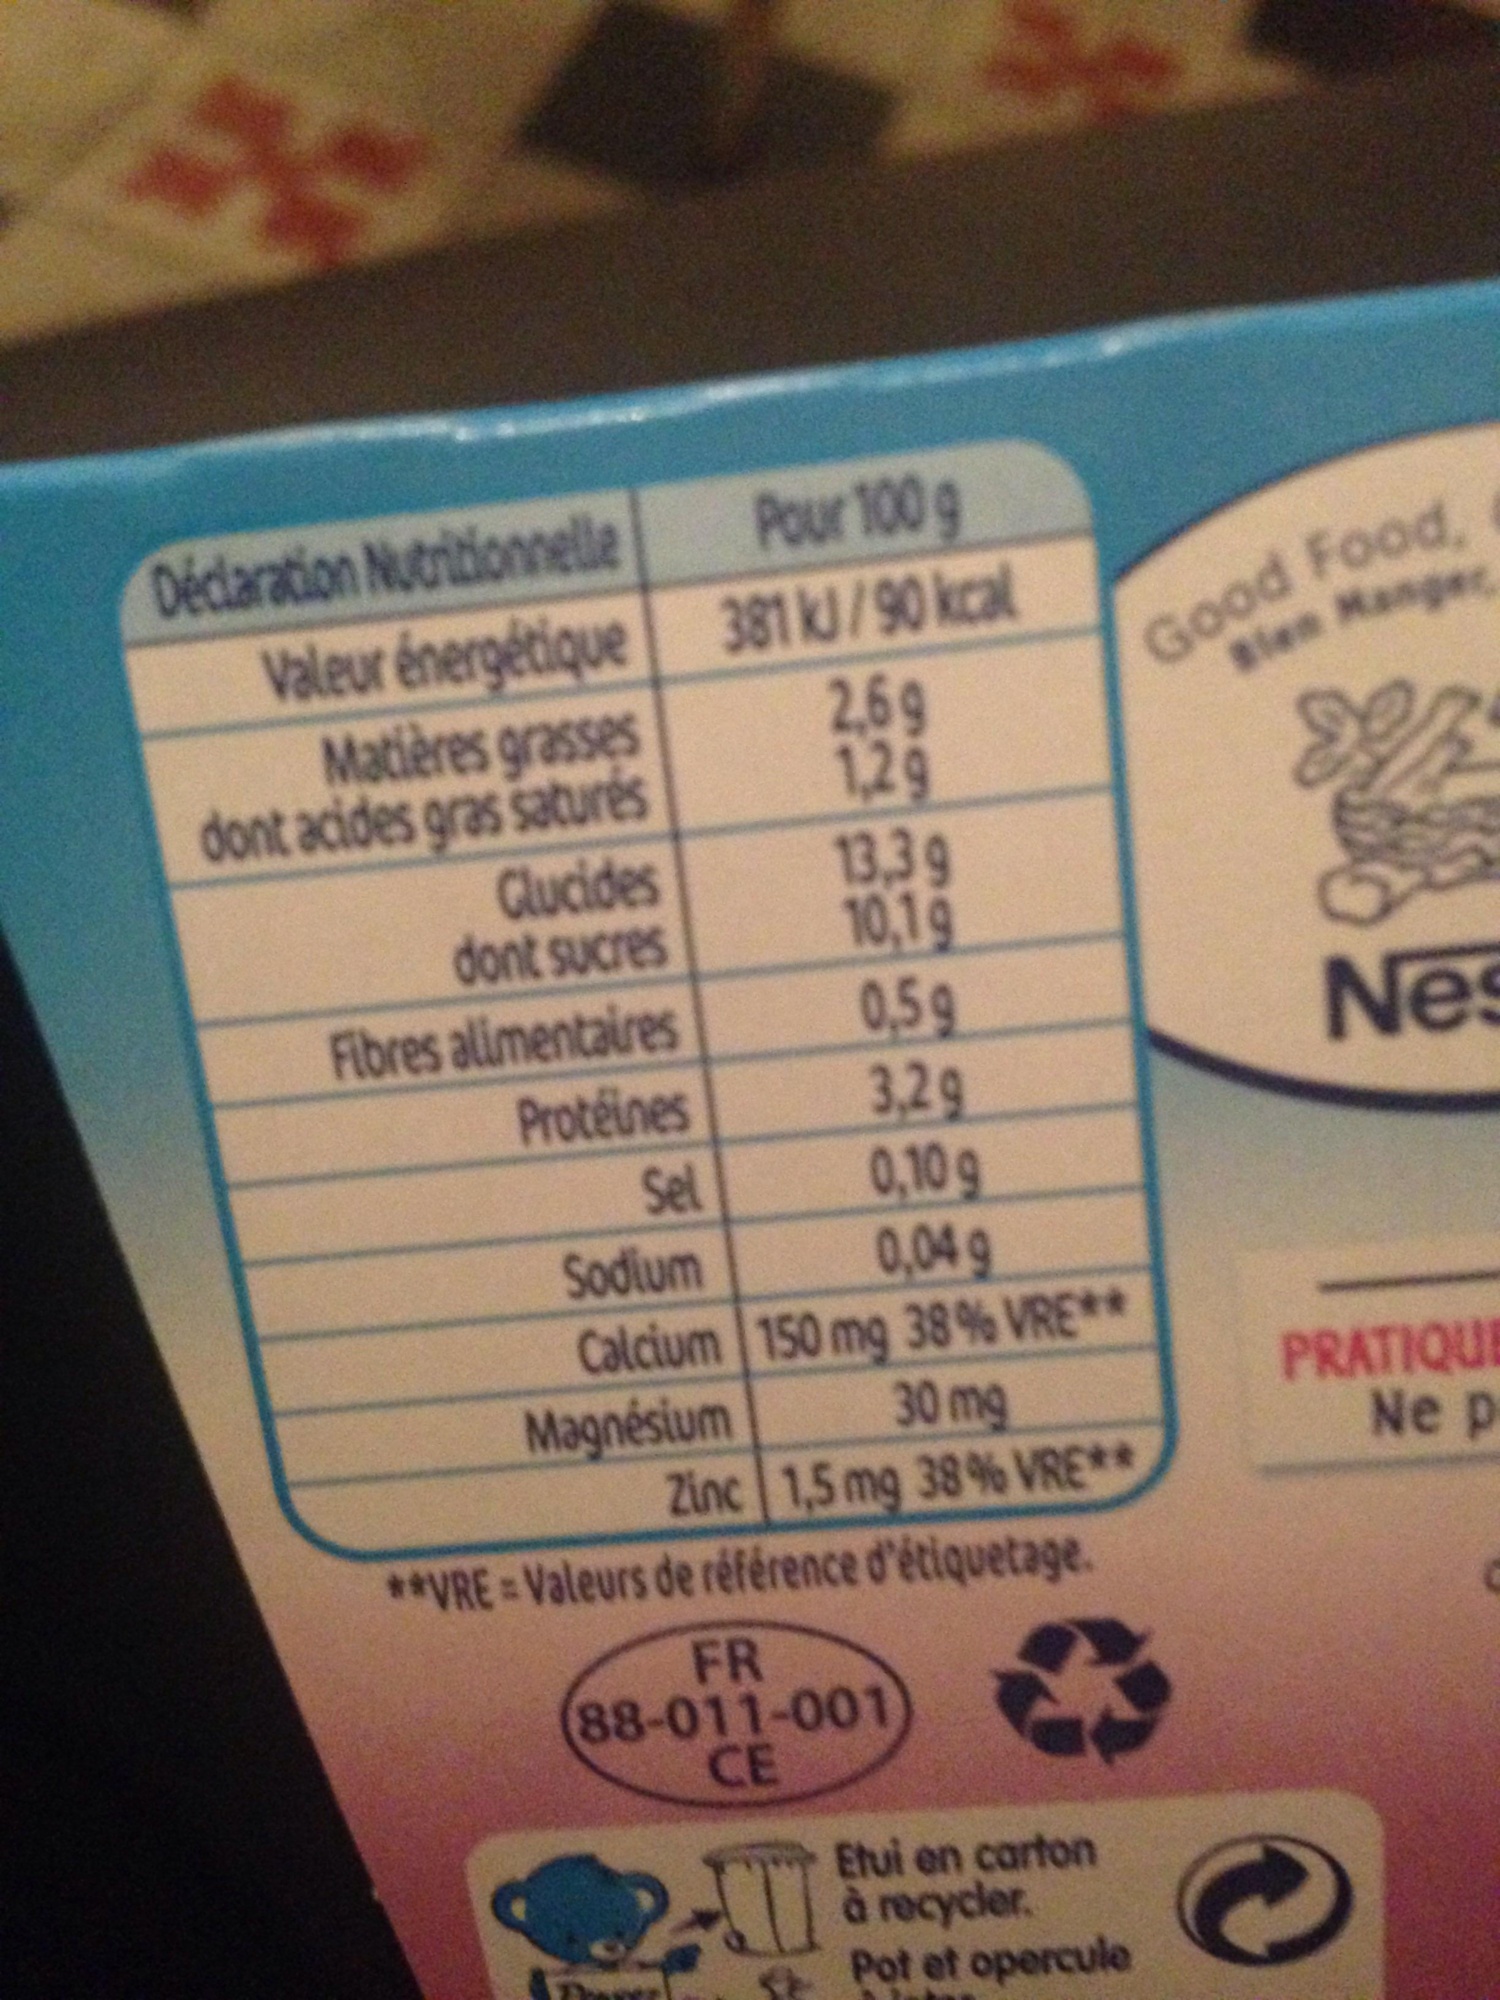 Déclaration Nutritionnelle Pour 100 g
Valeur énergétique 381 kJ / 90 kcal
Matières grasses 2,6 g
dont acides gras saturés 1,2 g
Glucides 13,3 g
dont sucres 10,1 g
Fibres alimentaires 0,5 g
Protéines 3,2 g
Sel 0,10 g
Sodium 0,04 g
Calcium 150 mg 38 % VRE**
Magnésium 30 mg
Zinc 1,5 mg 38 % VRE**
**VRE = Valeurs de référence d'étiquetage.
FR
88-011-001
CE
Etui en carton
à recycler.
Pot et opercule
Good Food,
Bien Manger,
Nes
PRATIQUE
Ne p